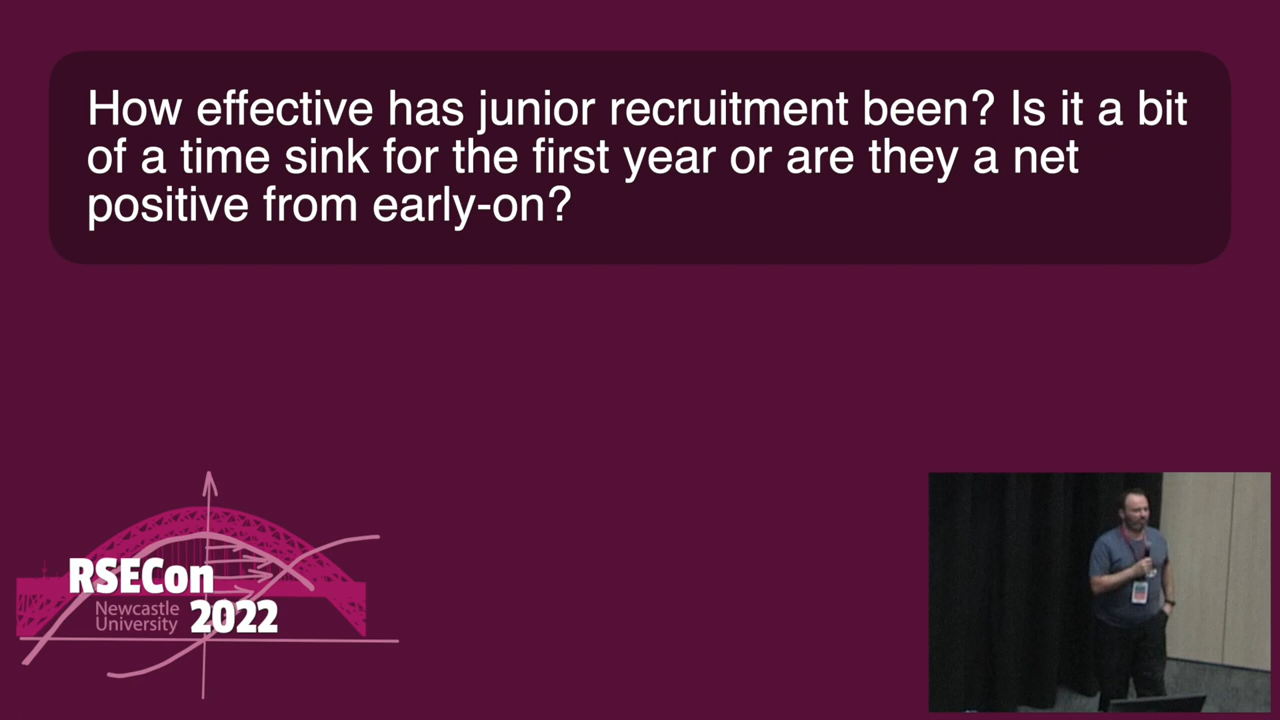 How effective has junior recruitment been? Is it a bit
of a time sink for the first year or are they a net
positive from early-on?
RSECon
Newcastle
University 2022